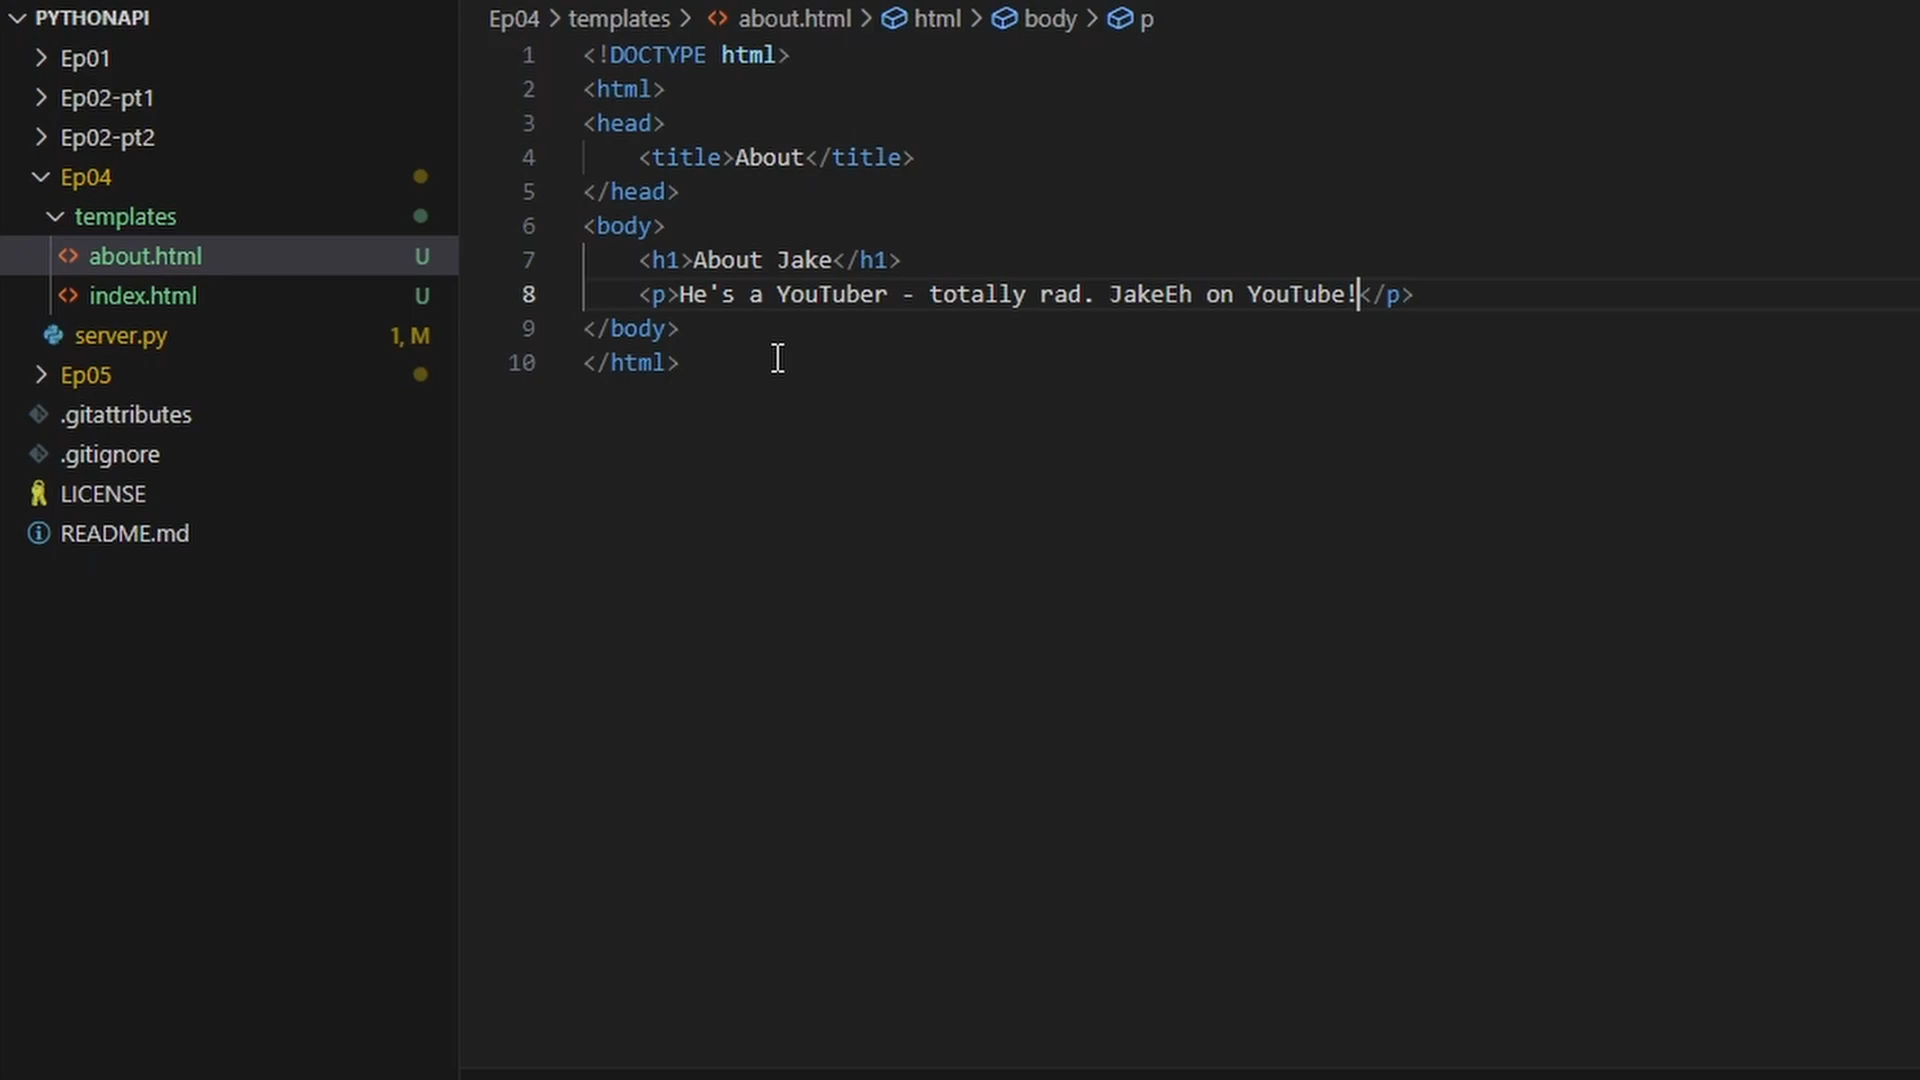 PYTHONAPI
Ep01
Ep02-pt1
Ep02-pt2
Ep04
templates
about.html U
index.html U
server.py 1, M
Ep05
.gitattributes
.gitignore
LICENSE
README.md
Ep04 > templates > about.html > html > body > p
1 <!DOCTYPE html>
2 <html>
3 <head>
4 <title>About</title>
5 </head>
6 <body>
7 <h1>About Jake</h1>
8 <p>He's a YouTuber - totally rad. JakeEh on YouTube!</p>
9 </body>
10 </html>